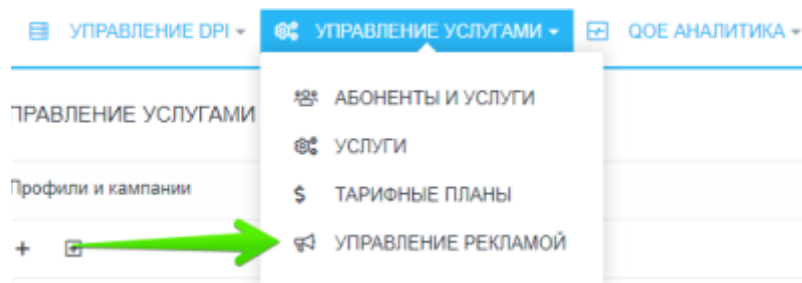 УПРАВЛЕНИЕ DPI УПРАВЛЕНИЕ УСЛУГАМИ QOE АНАЛИТИКА
АБОНЕНТЫ И УСЛУГИ
ПРАВЛЕНИЕ УСЛУГАМИ
УСЛУГИ
Профили и кампании
$ ТАРИФНЫЕ ПЛАНЫ
+ УПРАВЛЕНИЕ РЕКЛАМОЙ